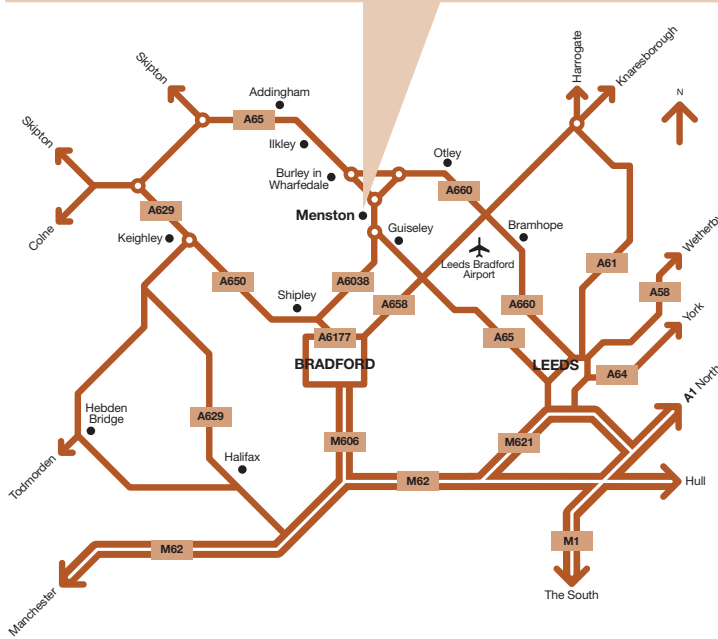 Skipton
Harrogate
Knaresborough
N
Addingham
A65
Skipton
Ilkley
Otley
Burley in
Wharfedale
A660
A629
Menston
Colne
Keighley
Guiseley
Bramhope
Wetherby
Leeds Bradford
Airport
A61
A650
A6038
A58
Shipley
A658
A660
York
A6177
A65
BRADFORD
LEEDS
A64
A1 North
Hebden
Bridge
A629
M606
M621
Todmorden
Halifax
M62
Hull
M62
M1
Manchester
The South